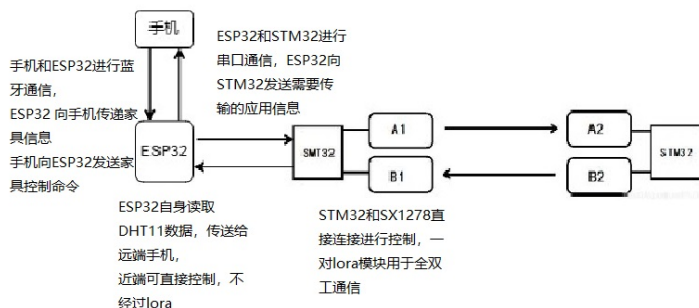 手机
ESP32和STM32进行
串口通信，ESP32向
STM32发送需要传
输的应用信息
手机和ESP32进行蓝
牙通信，
ESP32 向手机传递家
具信息
手机向ESP32发送家
具控制命令
ESP32
SMT32
A1
B1
A2
B2
STM32
ESP32自身读取
DHT11数据，传送给
远端手机，
近端可直接控制，不
经过lora
STM32和SX1278直
接连接进行控制，一
对lora模块用于全双
工通信